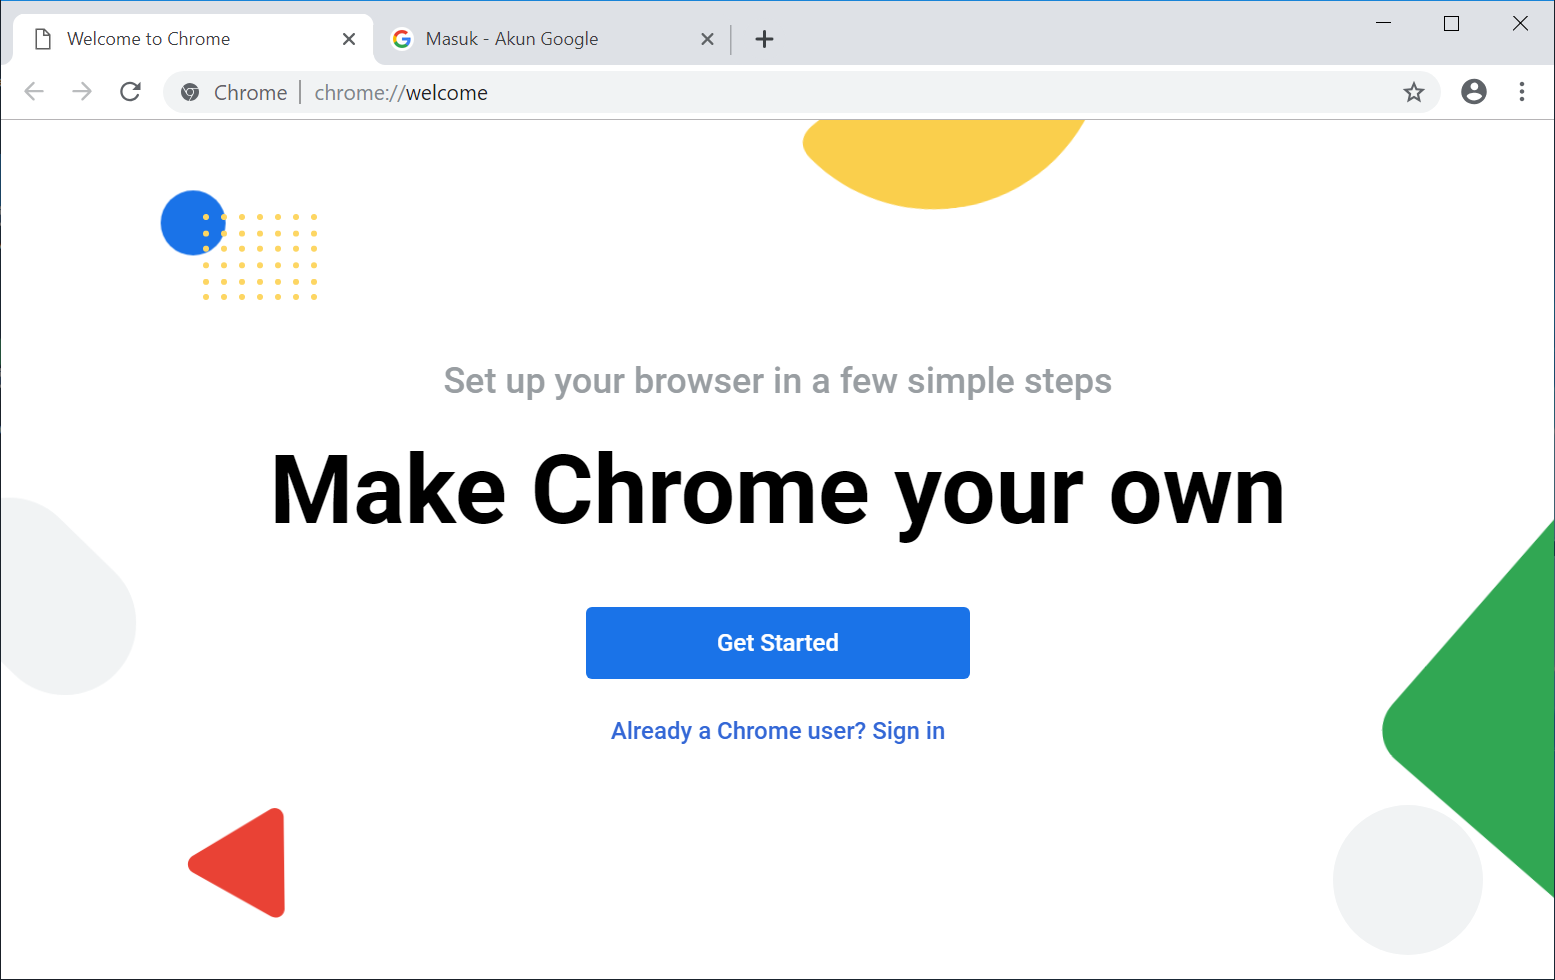 Welcome to Chrome
Masuk - Akun Google
Chrome | chrome://welcome
Set up your browser in a few simple steps
Make Chrome your own
Get Started
Already a Chrome user? Sign in